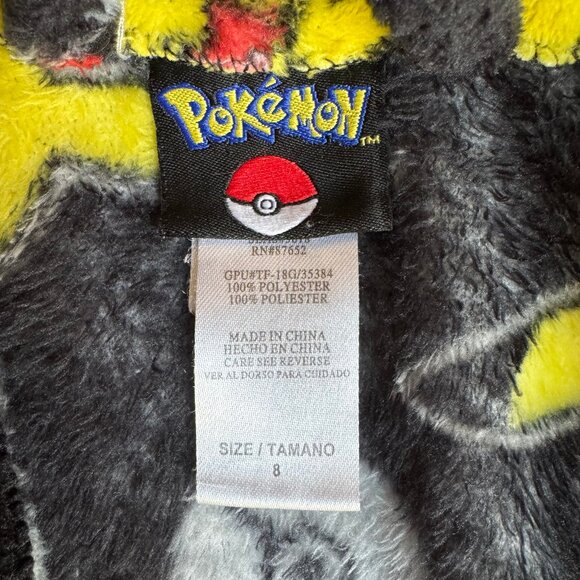 POKéMON TM
RN#87652
GPU#TF-18G/35384
100% POLYESTER
100% POLIESTER
MADE IN CHINA
HECHO EN CHINA
CARE SEE REVERSE
VER AL DORSO PARA CUIDADO
SIZE / TAMANO
8